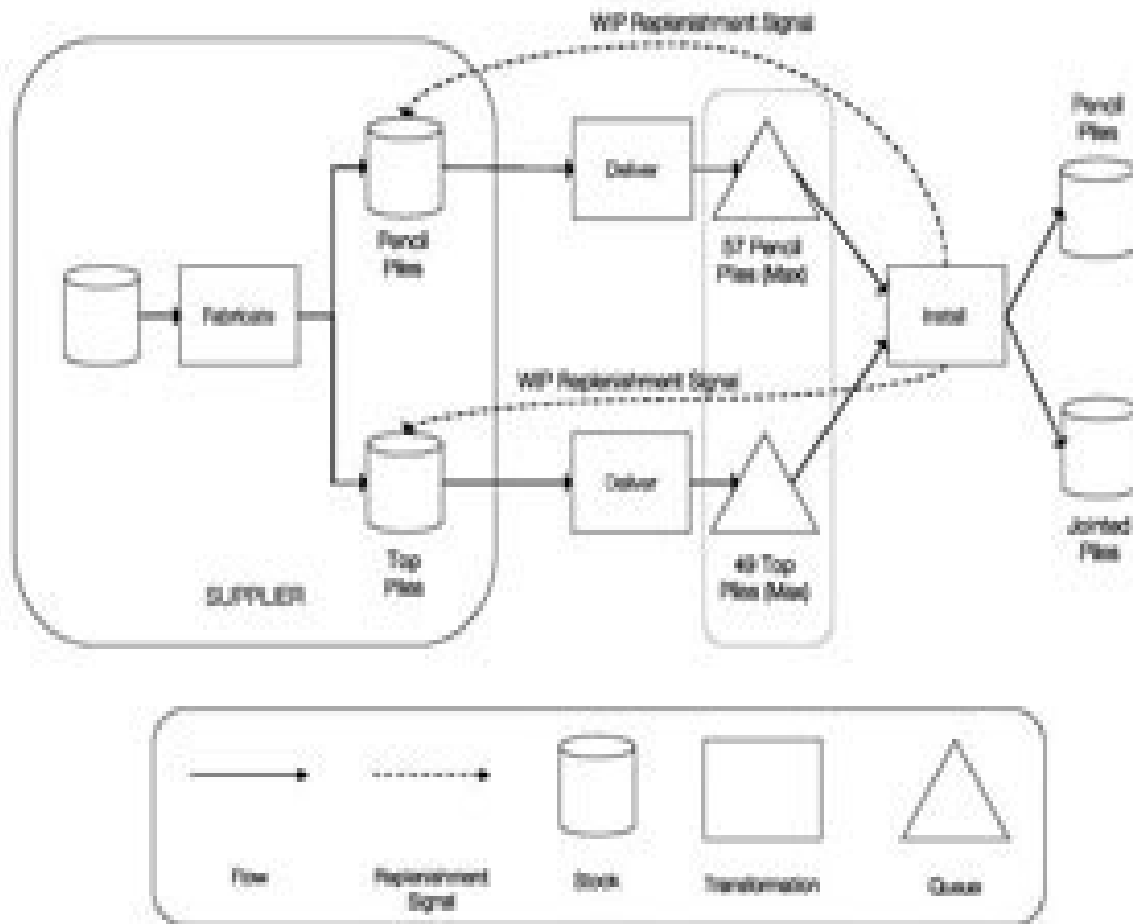 WIP Replenishment Signal
Pencil
Piles
Deliver
Pencil
Piles
57 Pencil
Piles (Max)
Fabricate
Install
WIP Replenishment Signal
Deliver
Jointed
Piles
Top
Piles
49 Top
Piles (Max)
SUPPLIER
Flow
Replenishment
Signal
Stock
Transformation
Queue